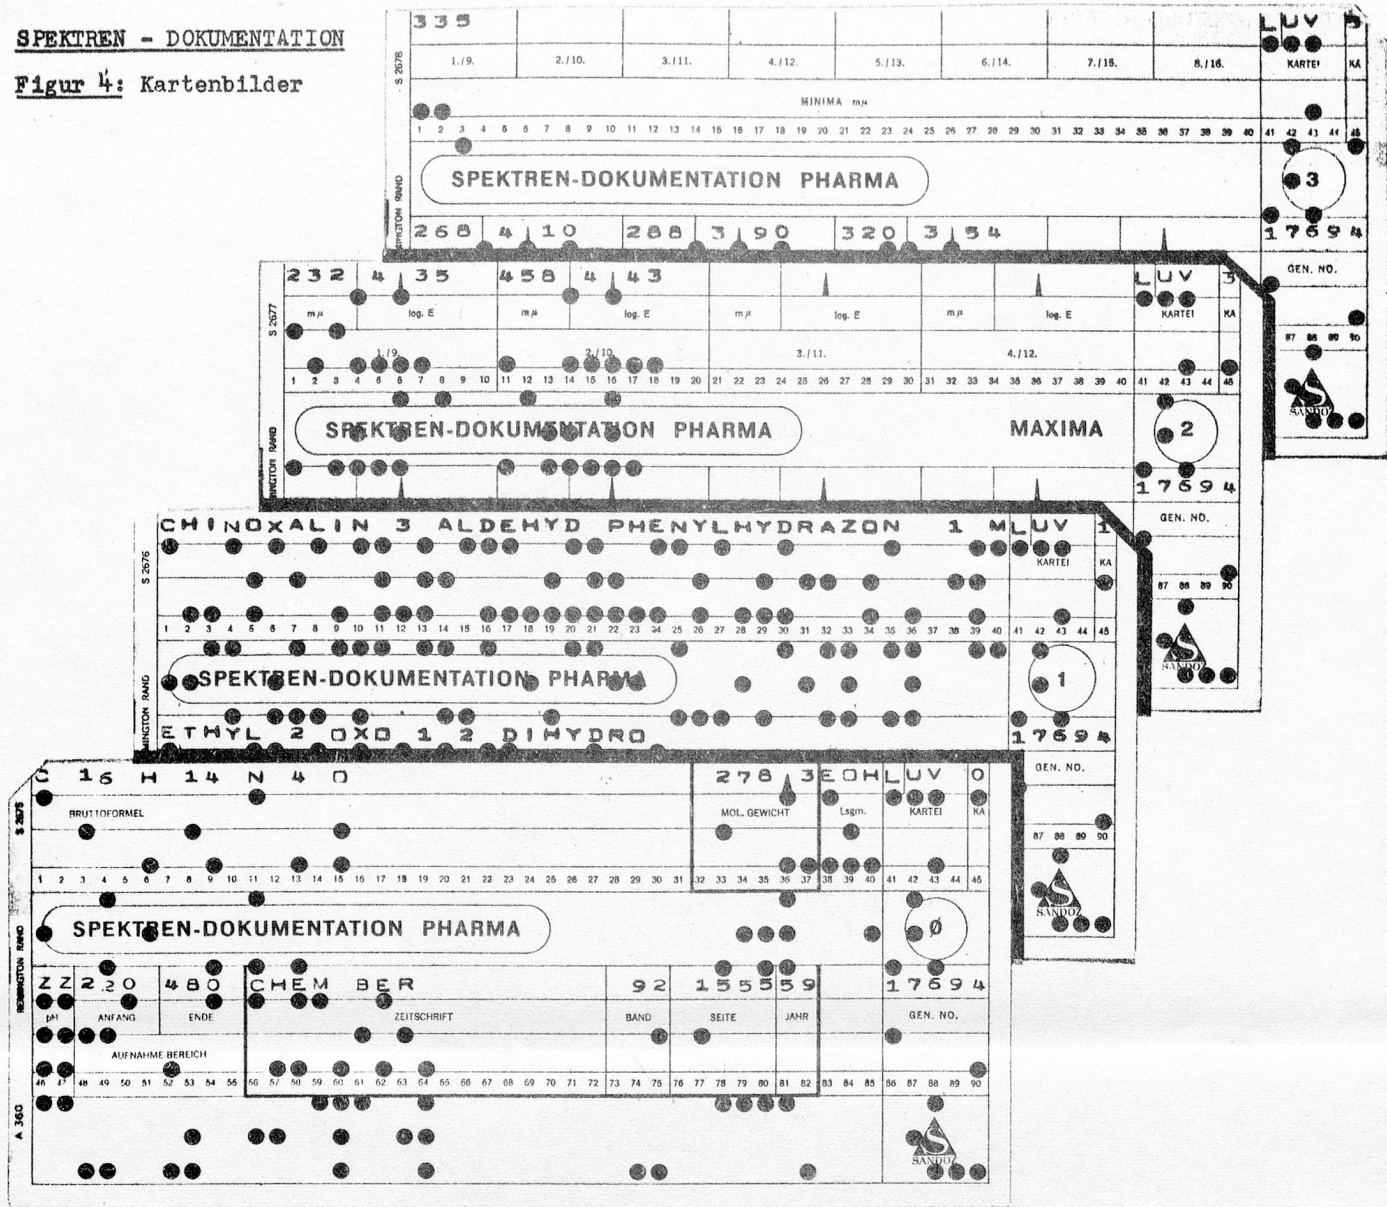 SPEKTREN - DOKUMENTATION
Figur 4: Kartenbilder
335 LUV 3
S 2678
1./9. 2./10. 3./11. 4./12. 5./13. 6./14. 7./15. 8./16. KARTEI KA
MINIMA mµ
1 2 3 4 5 6 7 8 9 10 11 12 13 14 15 16 17 18 19 20 21 22 23 24 25 26 27 28 29 30 31 32 33 34 35 36 37 38 39 40 41 42 43 44 45
SPEKTREN-DOKUMENTATION PHARMA 3
268 4 10 288 3 90 320 3 54 17694
GEN. NO.
87 88 89 90
SANDOZ
232 4 35 458 4 43 LUV 3
S 2677
mµ log. E mµ log. E mµ log. E mµ log. E KARTEI KA
1./9. 2./10. 3./11. 4./12.
1 2 3 4 5 6 7 8 9 10 11 12 13 14 15 16 17 18 19 20 21 22 23 24 25 26 27 28 29 30 31 32 33 34 35 36 37 38 39 40 41 42 43 44 45
SPEKTREN-DOKUMENTATION PHARMA MAXIMA 2
17694
GEN. NO.
87 88 89 90
SANDOZ
CHINOXALIN 3 ALDEHYD PHENYLHYDRAZON 1 MLUV 1
S 2676
KARTEI KA
1 2 3 4 5 6 7 8 9 10 11 12 13 14 15 16 17 18 19 20 21 22 23 24 25 26 27 28 29 30 31 32 33 34 35 36 37 38 39 40 41 42 43 44 45
SPEKTREN-DOKUMENTATION PHARMA 1
ETHYL 2 OXO 1 2 DIHYDRO 17694
GEN. NO.
87 88 89 90
SANDOZ
C 16 H 14 N 4 O 278 3EOHLUV 0
S 2675
BRUTTOFORMEL MOL. GEWICHT Lsgm. KARTEI KA
1 2 3 4 5 6 7 8 9 10 11 12 13 14 15 16 17 18 19 20 21 22 23 24 25 26 27 28 29 30 31 32 33 34 35 36 37 38 39 40 41 42 43 44 45
REMINGTON RAND
SPEKTREN-DOKUMENTATION PHARMA Ø
ZZ220 480 CHEM BER 92 155559 17694
pH ANFANG ENDE ZEITSCHRIFT BAND SEITE JAHR GEN. NO.
AUFNAHME-BEREICH
46 47 48 49 50 51 52 53 54 55 56 57 58 59 60 61 62 63 64 65 66 67 68 69 70 71 72 73 74 75 76 77 78 79 80 81 82 83 84 85 86 87 88 89 90
A 360
SANDOZ